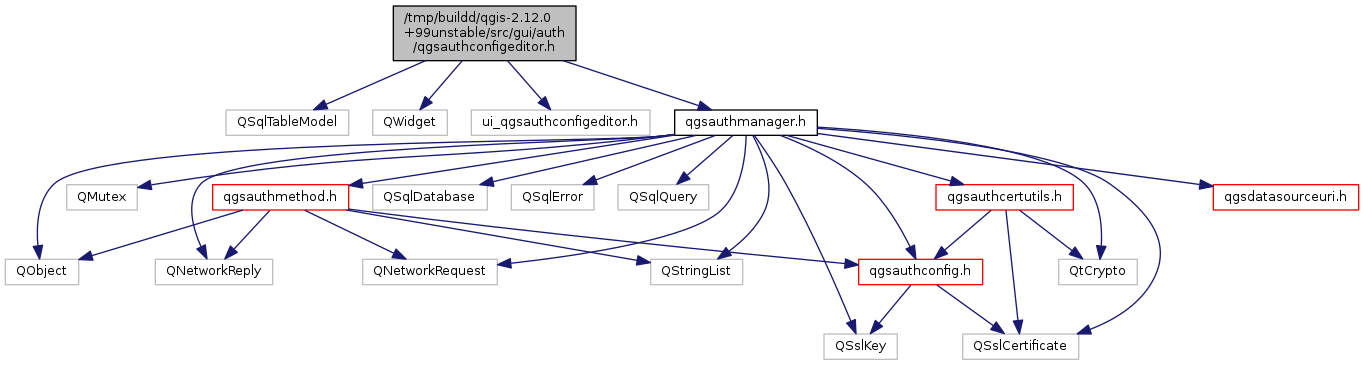 /tmp/buildd/qgis-2.12.0
+99unstable/src/gui/auth
/qgsauthconfigeditor.h
QSqlTableModel
QWidget
ui_qgsauthconfigeditor.h
qgsauthmanager.h
QMutex
qgsauthmethod.h
QSqlDatabase
QSqlError
QSqlQuery
qgsauthcertutils.h
qgsdatasourceuri.h
QObject
QNetworkReply
QNetworkRequest
QStringList
qgsauthconfig.h
QtCrypto
QSslKey
QSslCertificate